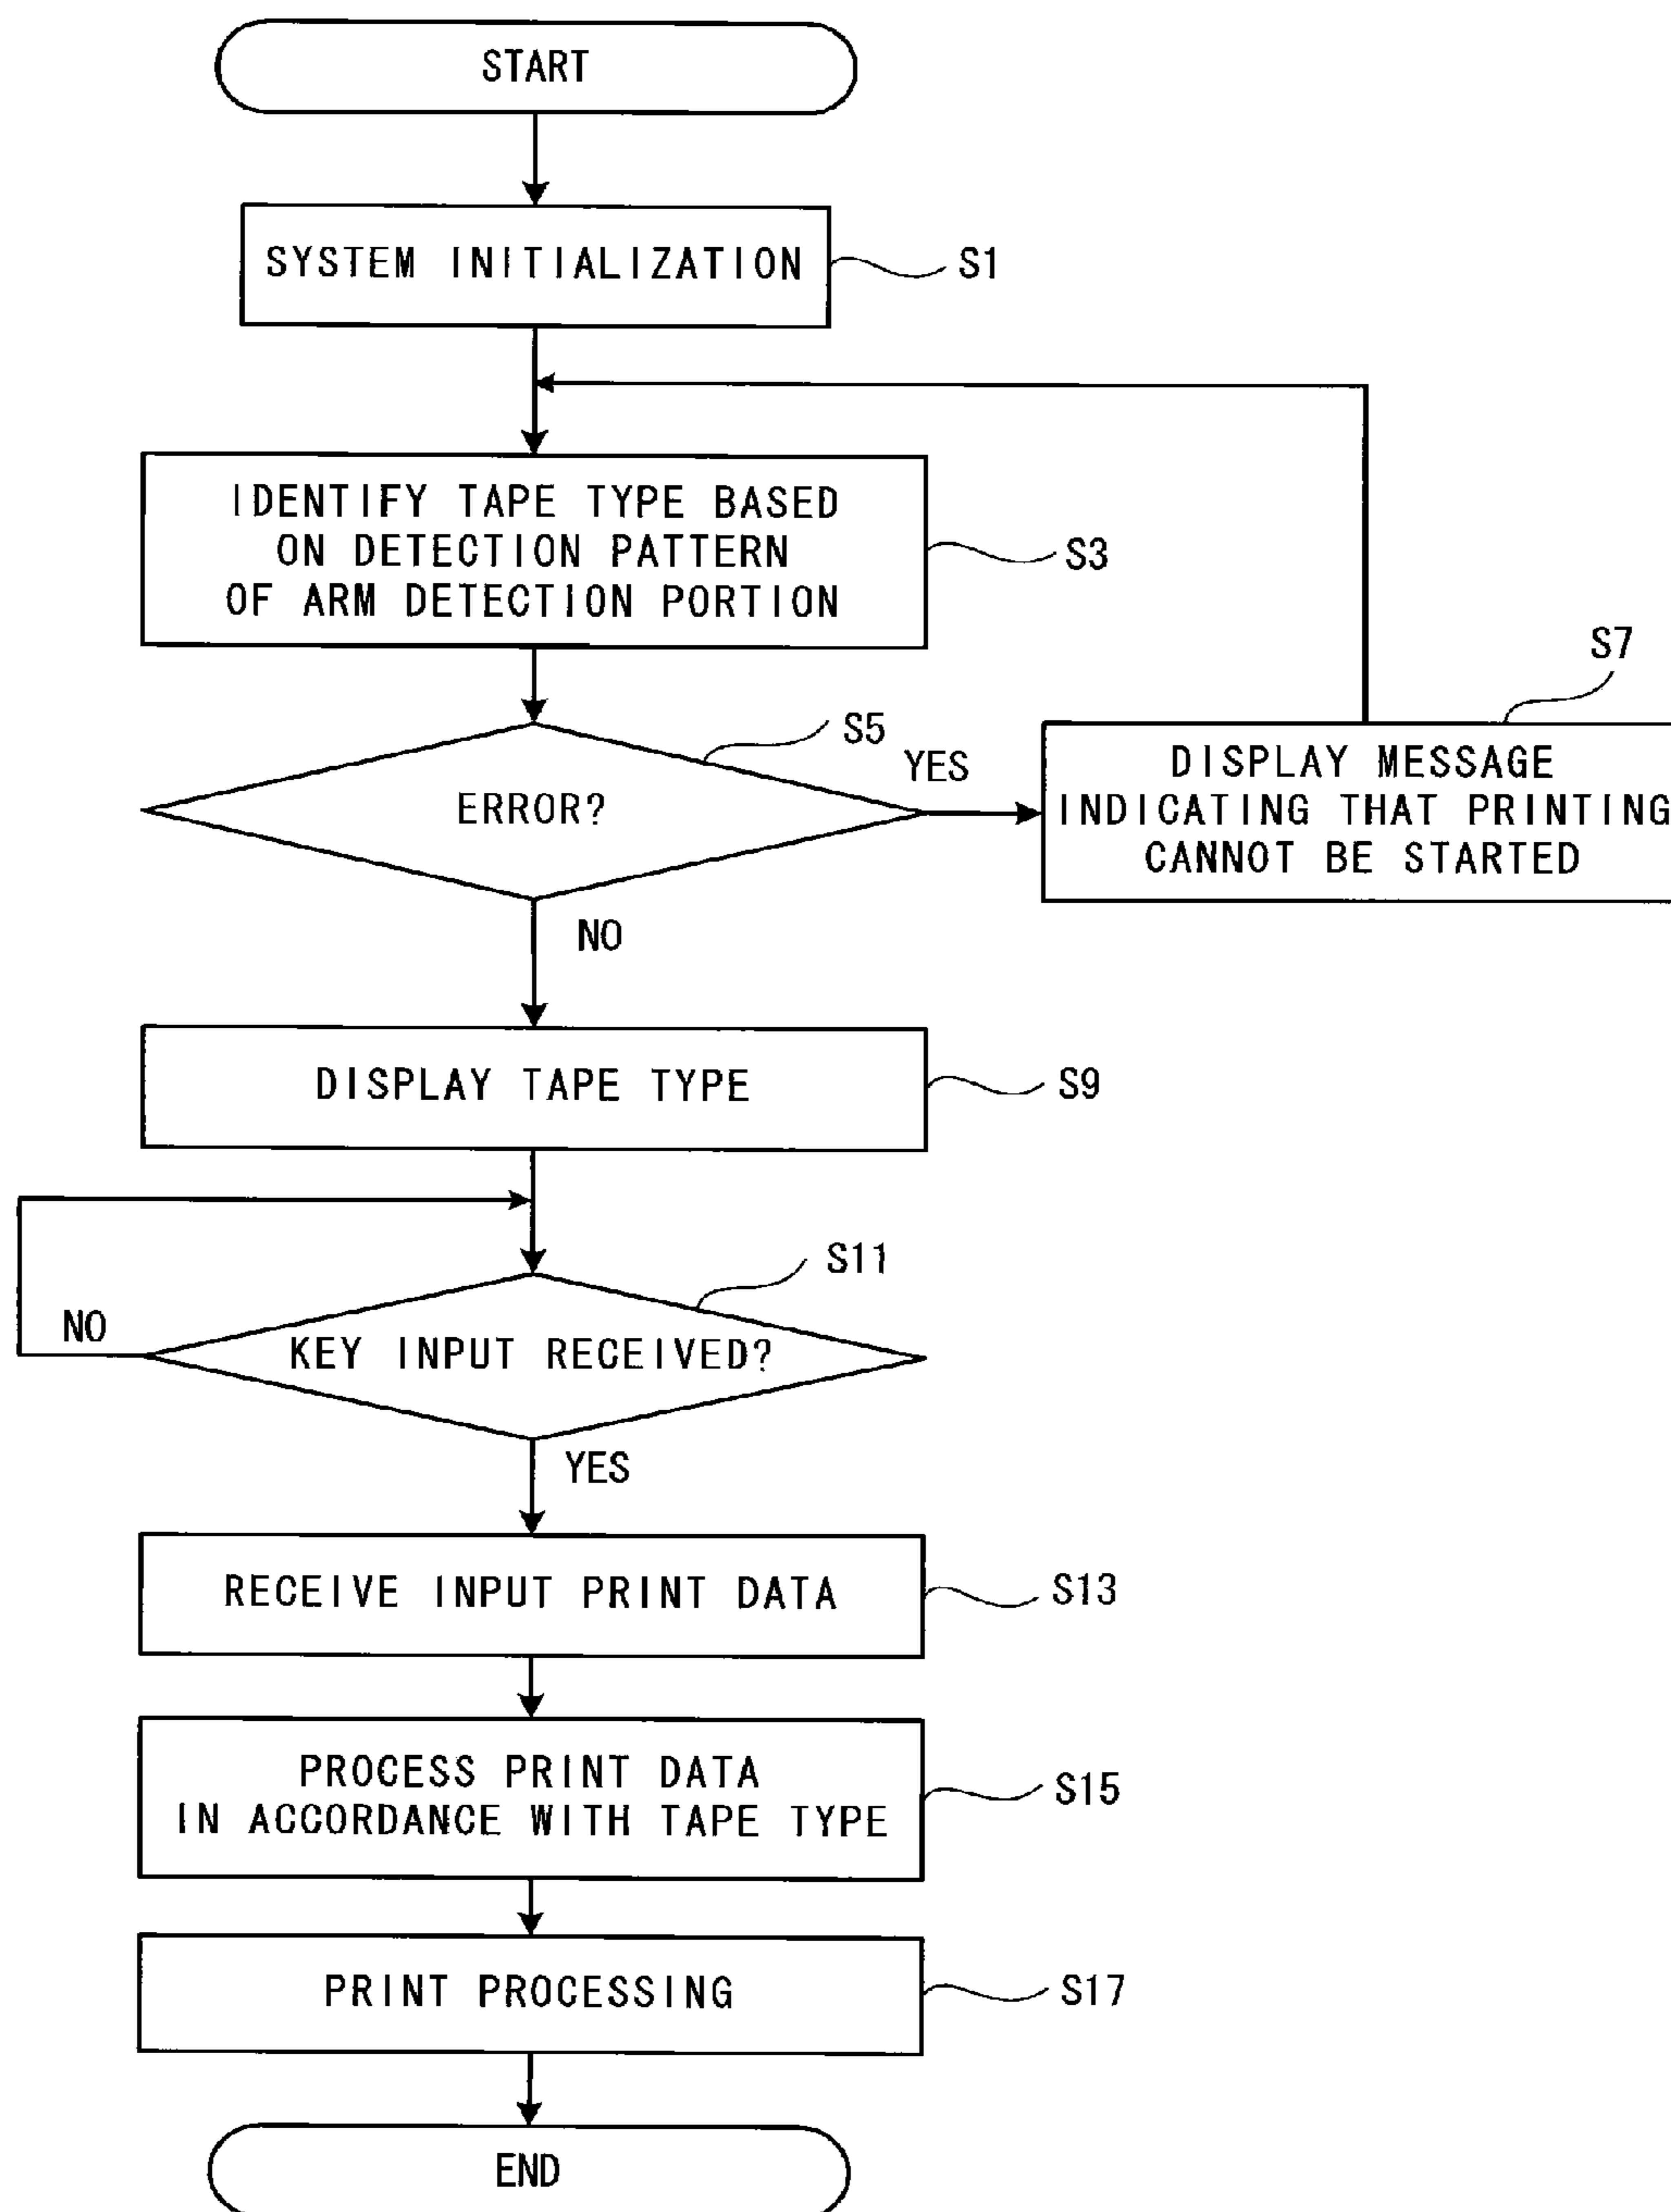 START
SYSTEM INITIALIZATION
S1
IDENTIFY TAPE TYPE BASED
ON DETECTION PATTERN
OF ARM DETECTION PORTION
S3
S5
ERROR?
YES
NO
S7
DISPLAY MESSAGE
INDICATING THAT PRINTING
CANNOT BE STARTED
DISPLAY TAPE TYPE
S9
S11
KEY INPUT RECEIVED?
NO
YES
RECEIVE INPUT PRINT DATA
S13
PROCESS PRINT DATA
IN ACCORDANCE WITH TAPE TYPE
S15
PRINT PROCESSING
S17
END